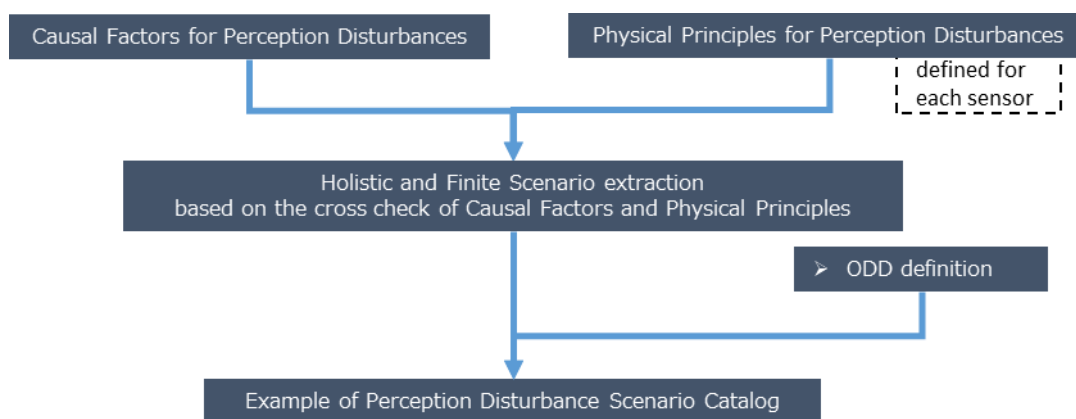 Causal Factors for Perception Disturbances
Physical Principles for Perception Disturbances
defined for
each sensor
Holistic and Finite Scenario extraction
based on the cross check of Causal Factors and Physical Principles
➢ ODD definition
Example of Perception Disturbance Scenario Catalog